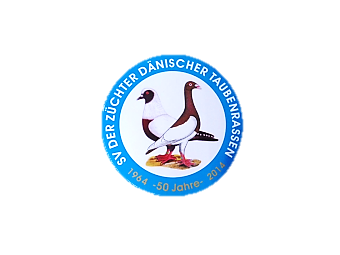 SV DER ZÜCHTER DÄNISCHER TAUBENRASSEN
1964 -50 Jahre- 2014